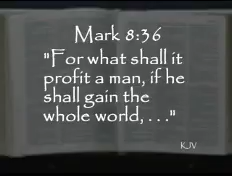 Mark 8:36
"For what shall it
profit a man, if he
shall gain the
whole world, . . ."
KJV